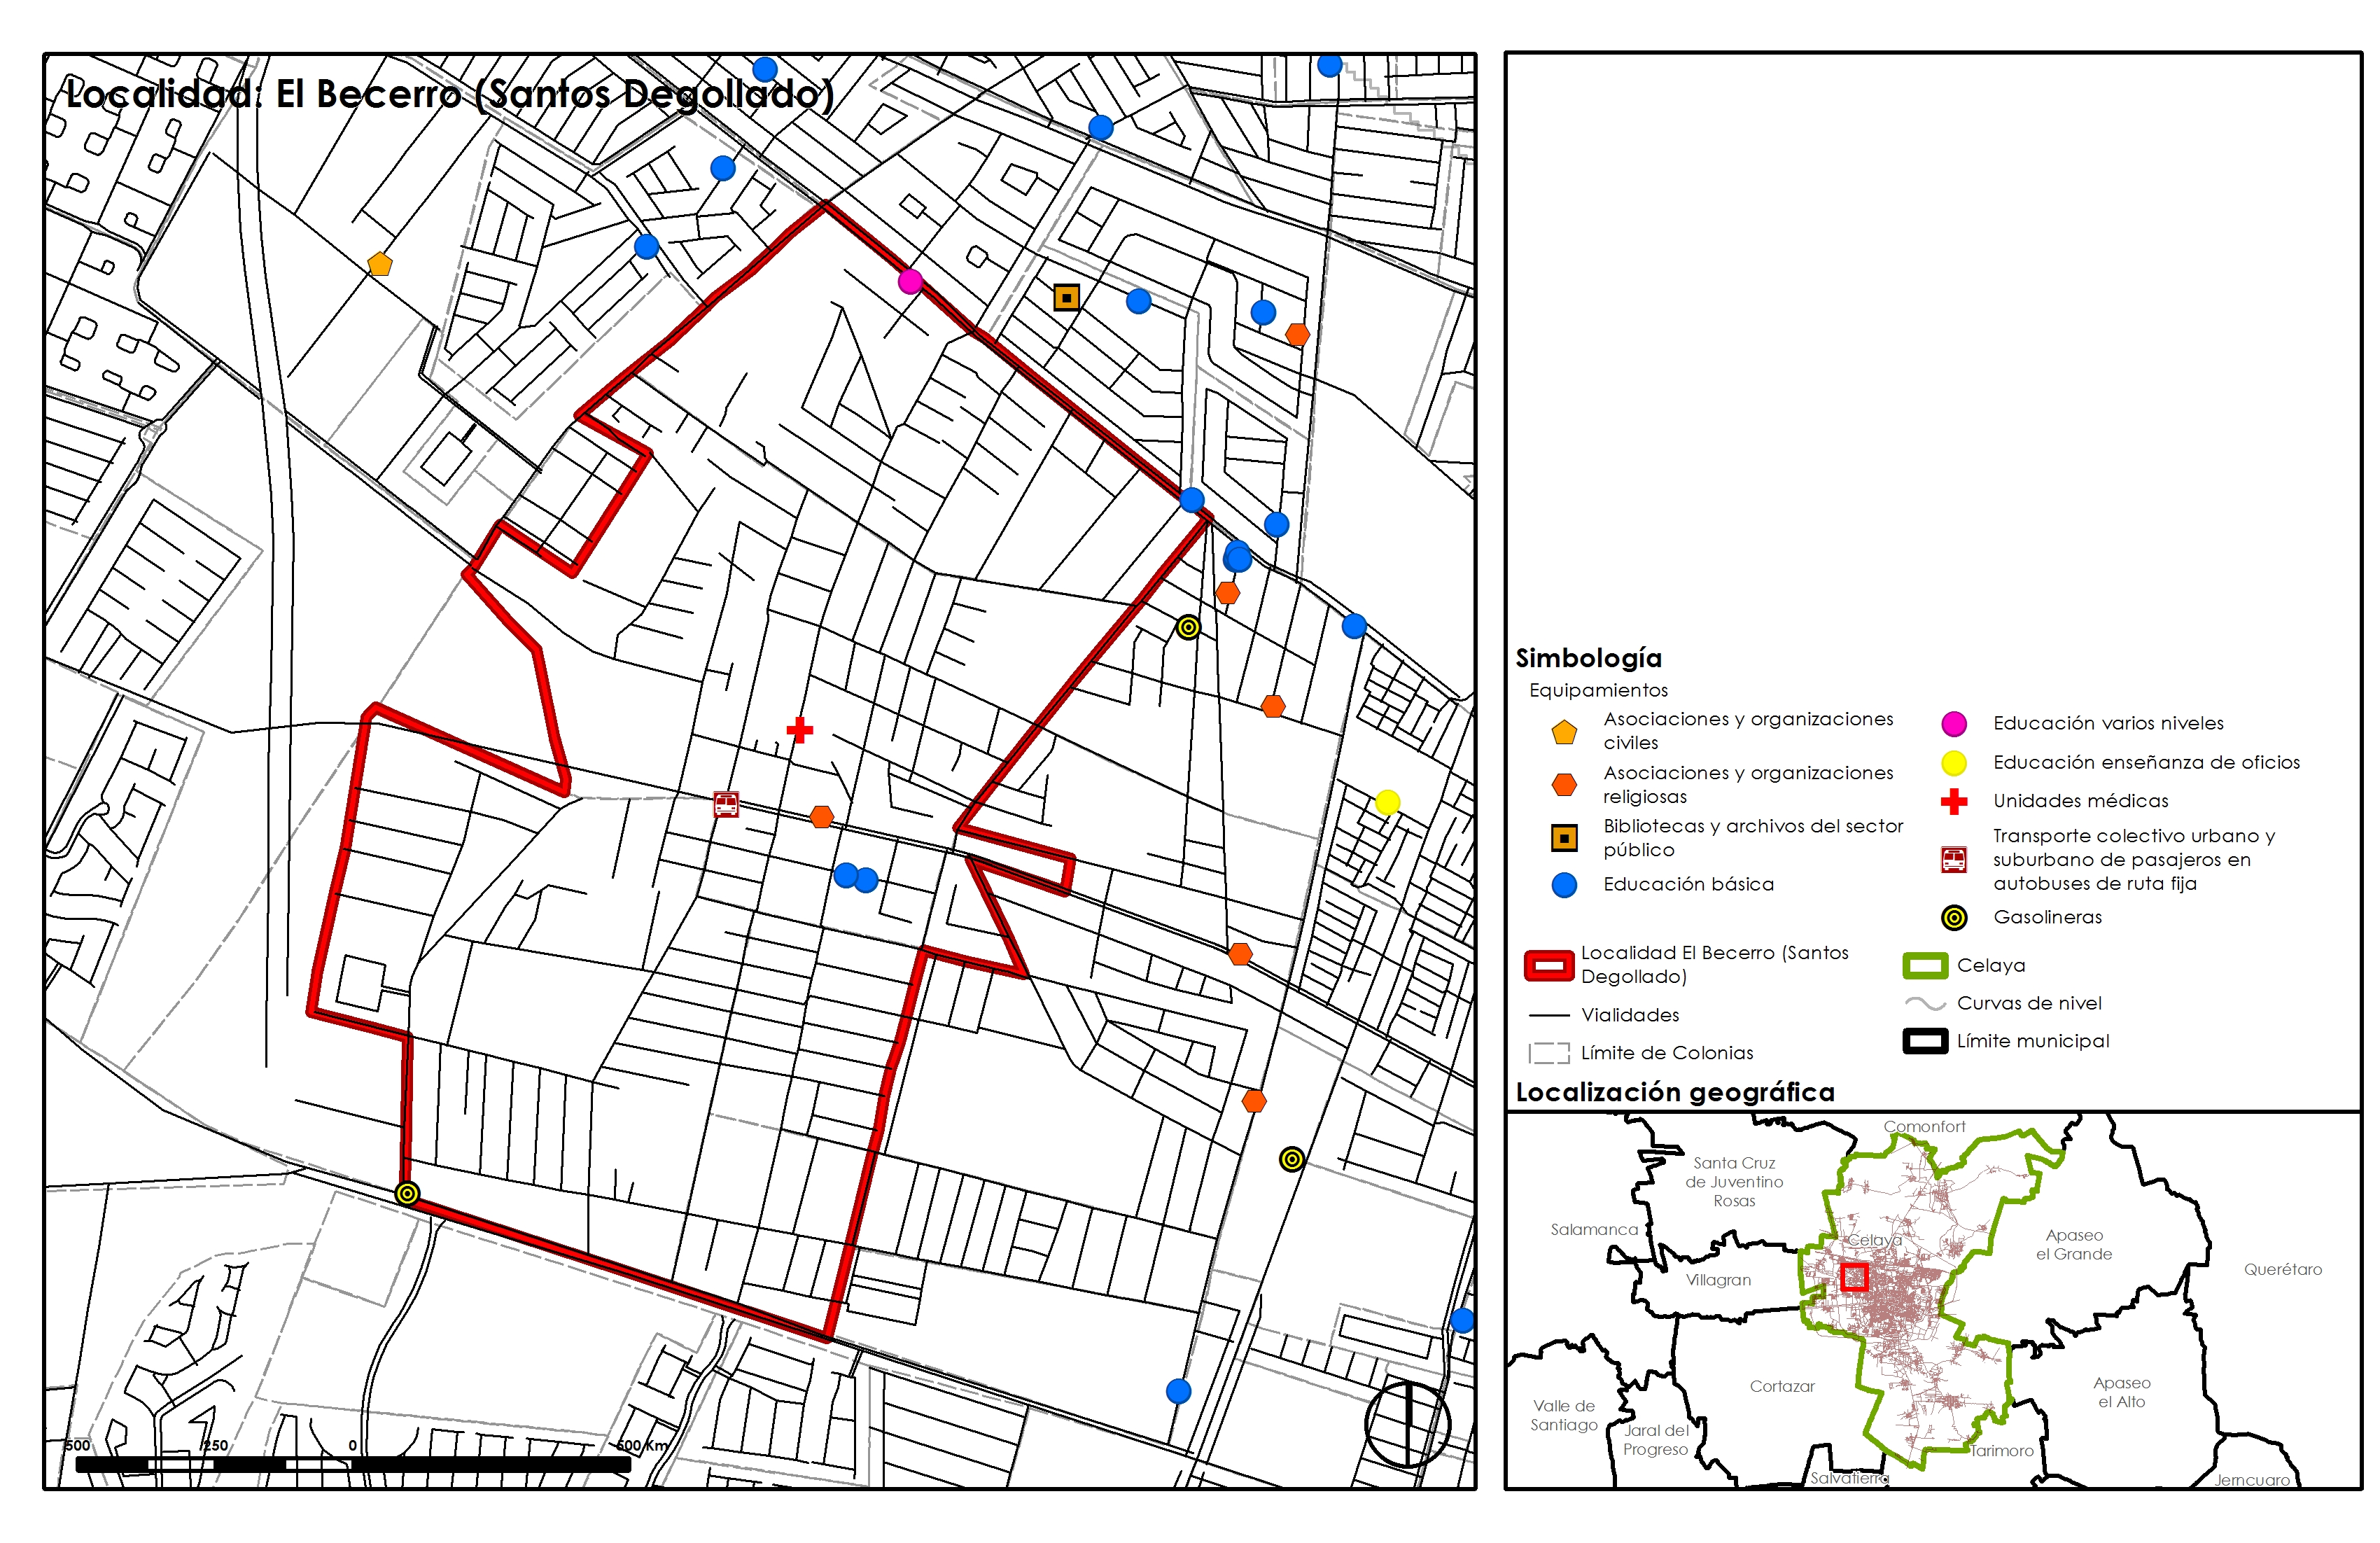 Localidad: El Becerro (Santos Degollado)
500
250
0
500 Km
Simbología
Equipamientos
Asociaciones y organizaciones
civiles
Asociaciones y organizaciones
religiosas
Bibliotecas y archivos del sector
público
Educación básica
Educación varios niveles
Educación enseñanza de oficios
Unidades médicas
Transporte colectivo urbano y
suburbano de pasajeros en
autobuses de ruta fija
Gasolineras
Localidad El Becerro (Santos
Degollado)
Vialidades
Límite de Colonias
Celaya
Curvas de nivel
Límite municipal
Localización geográfica
Comonfort
Santa Cruz
de Juventino
Rosas
Salamanca
Celaya
Apaseo
el Grande
Villagran
Querétaro
Cortazar
Apaseo
el Alto
Valle de
Santiago
Jaral del
Progreso
Tarimoro
Salvatierra
Jerncuaro